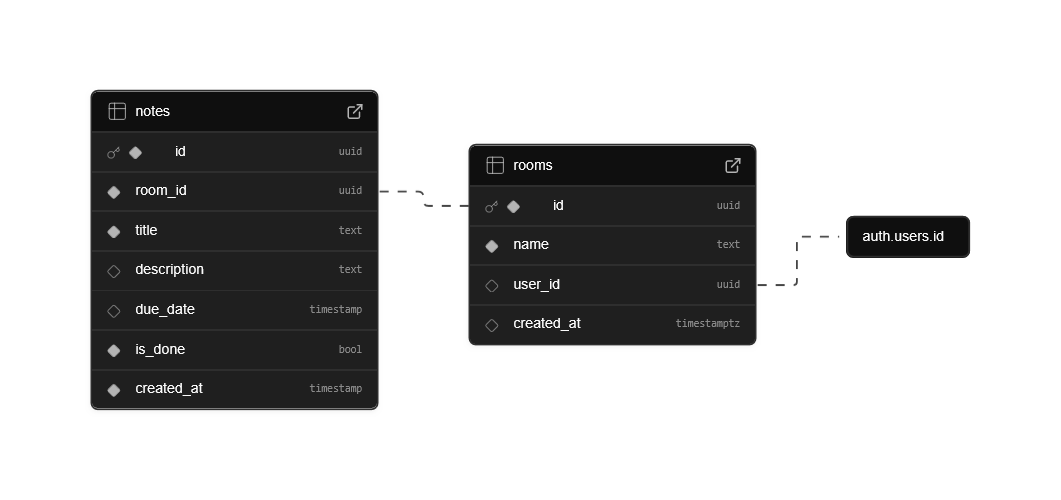 notes
id uuid
room_id uuid
title text
description text
due_date timestamp
is_done bool
created_at timestamp
rooms
id uuid
name text
user_id uuid
created_at timestamptz
auth.users.id